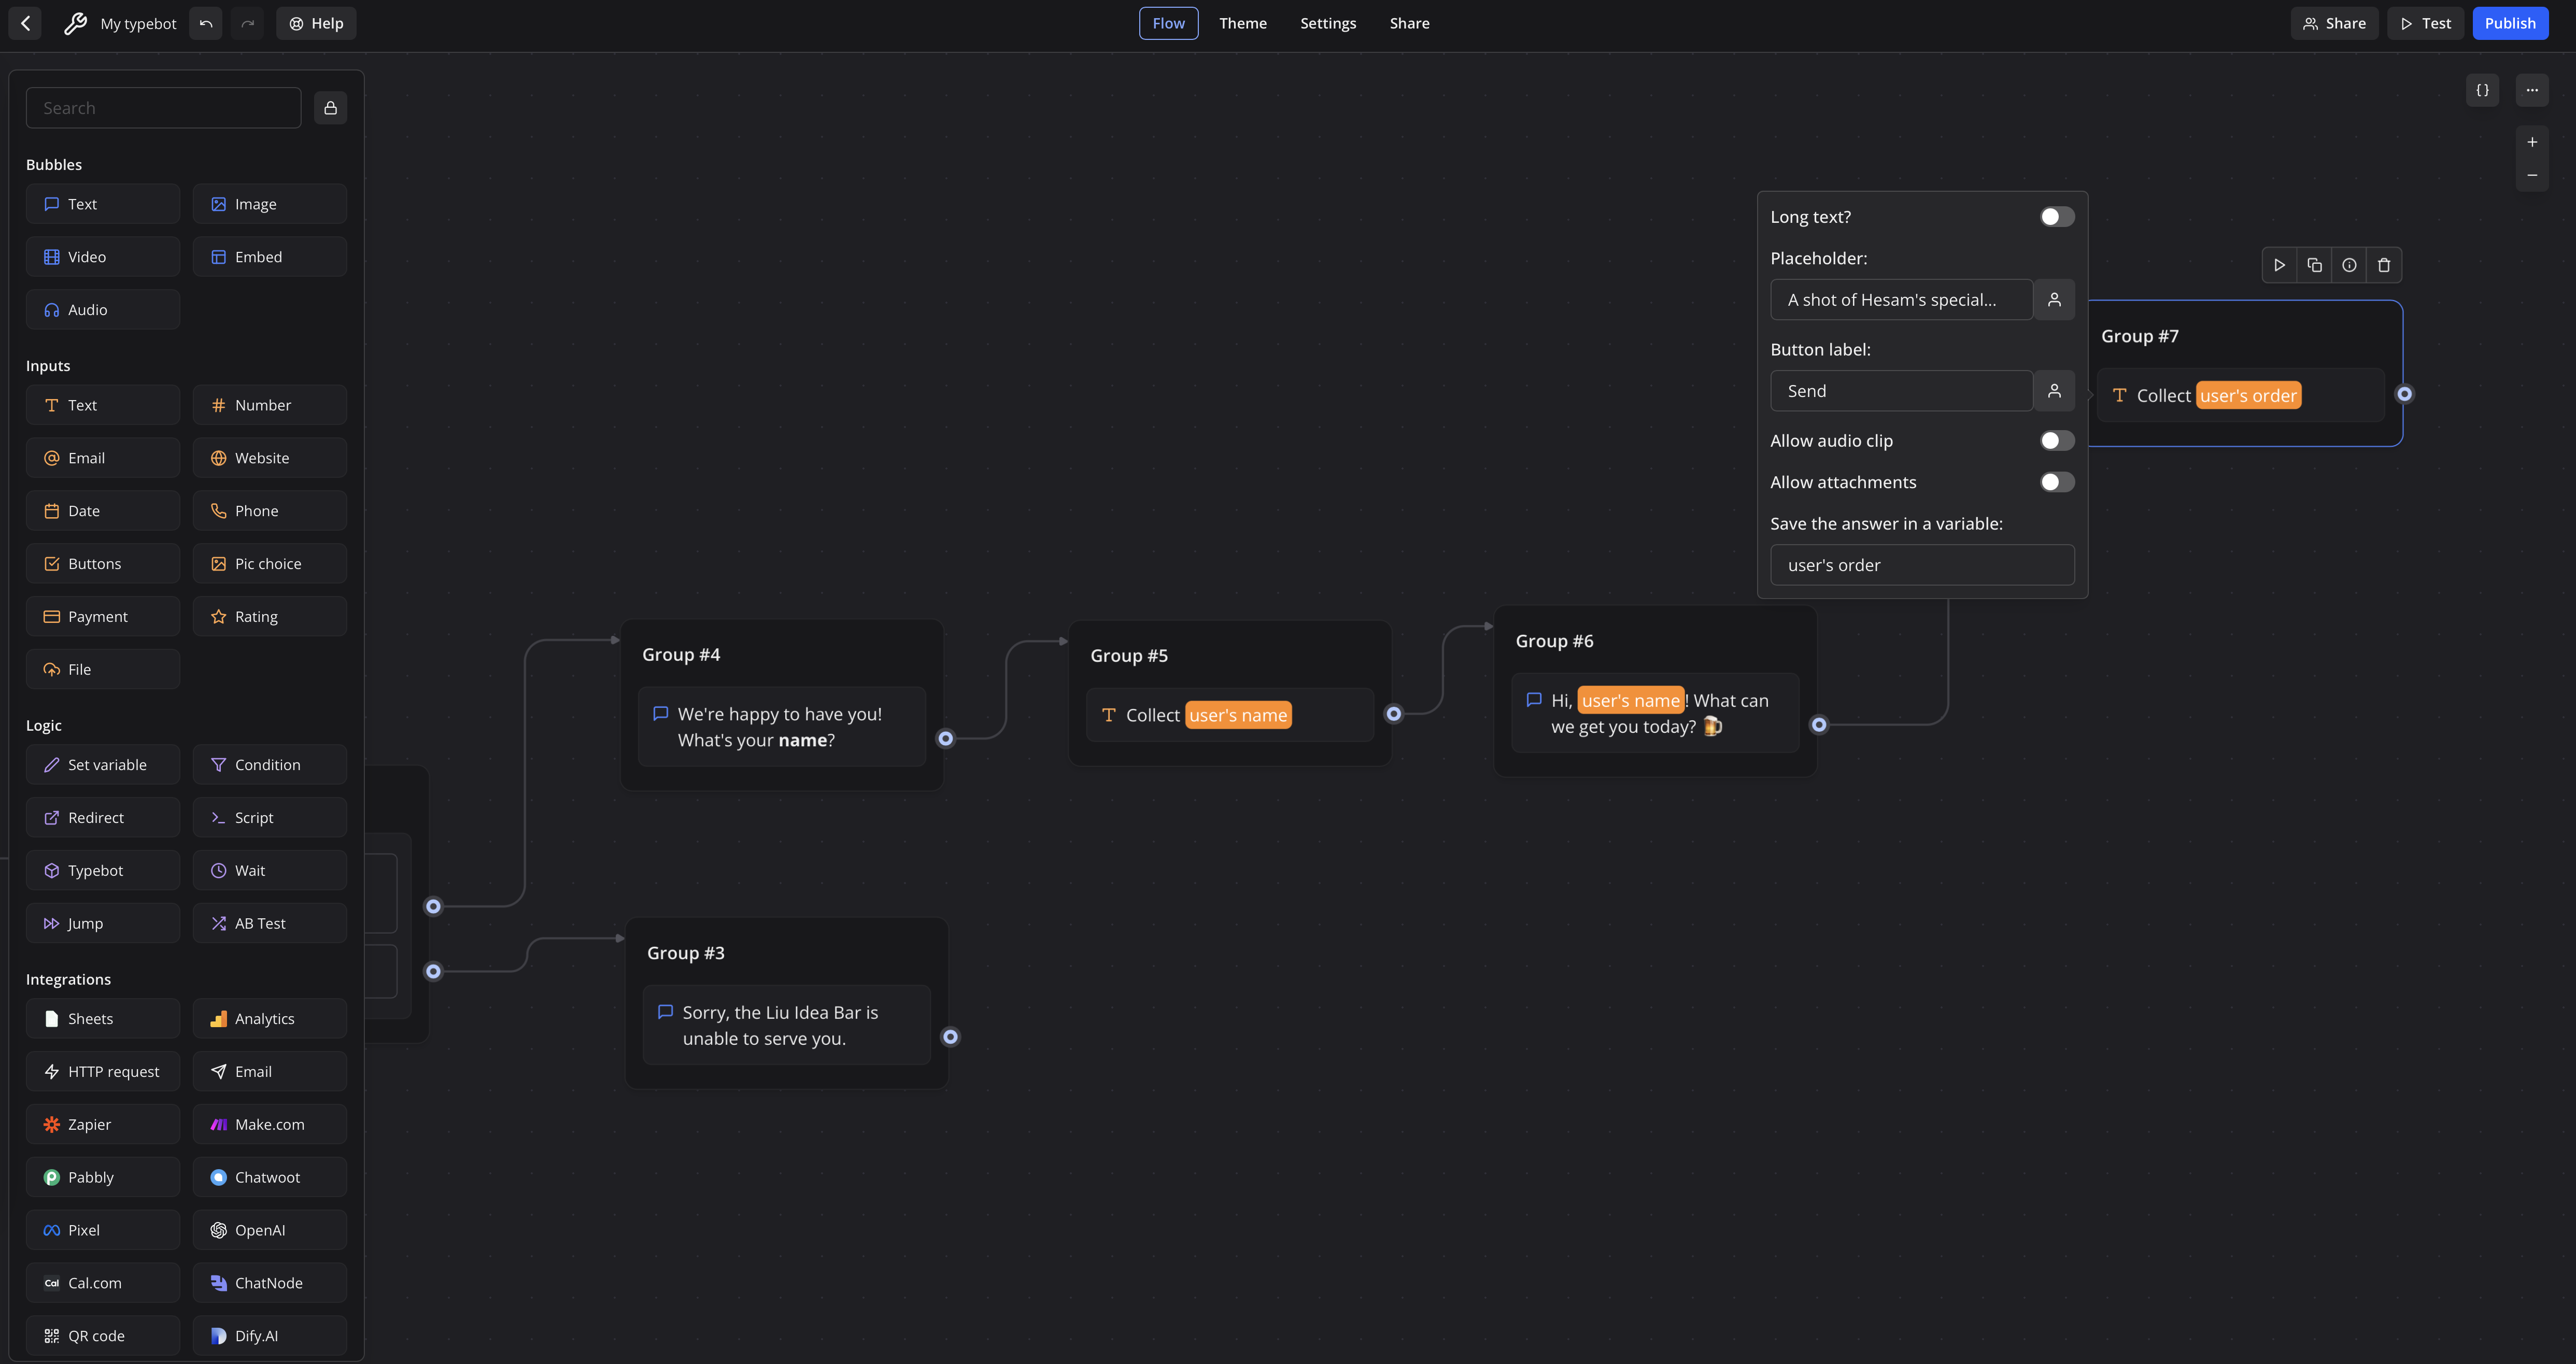 My typebot
Help
Flow
Theme
Settings
Share
Share
Test
Publish
Search
Bubbles
Text
Image
Video
Embed
Audio
Inputs
Text
Number
Email
Website
Date
Phone
Buttons
Pic choice
Payment
Rating
File
Logic
Set variable
Condition
Redirect
Script
Typebot
Wait
Jump
AB Test
Integrations
Sheets
Analytics
HTTP request
Email
Zapier
Make.com
Pabbly
Chatwoot
Pixel
OpenAI
Cal Cal.com
ChatNode
QR code
Dify.AI
Group #4
We're happy to have you!
What's your name?
Group #3
Sorry, the Liu Idea Bar is
unable to serve you.
Group #5
Collect user's name
Group #6
Hi, user's name! What can
we get you today? 🍺
Long text?
Placeholder:
A shot of Hesam's special...
Button label:
Send
Allow audio clip
Allow attachments
Save the answer in a variable:
user's order
Group #7
Collect user's order